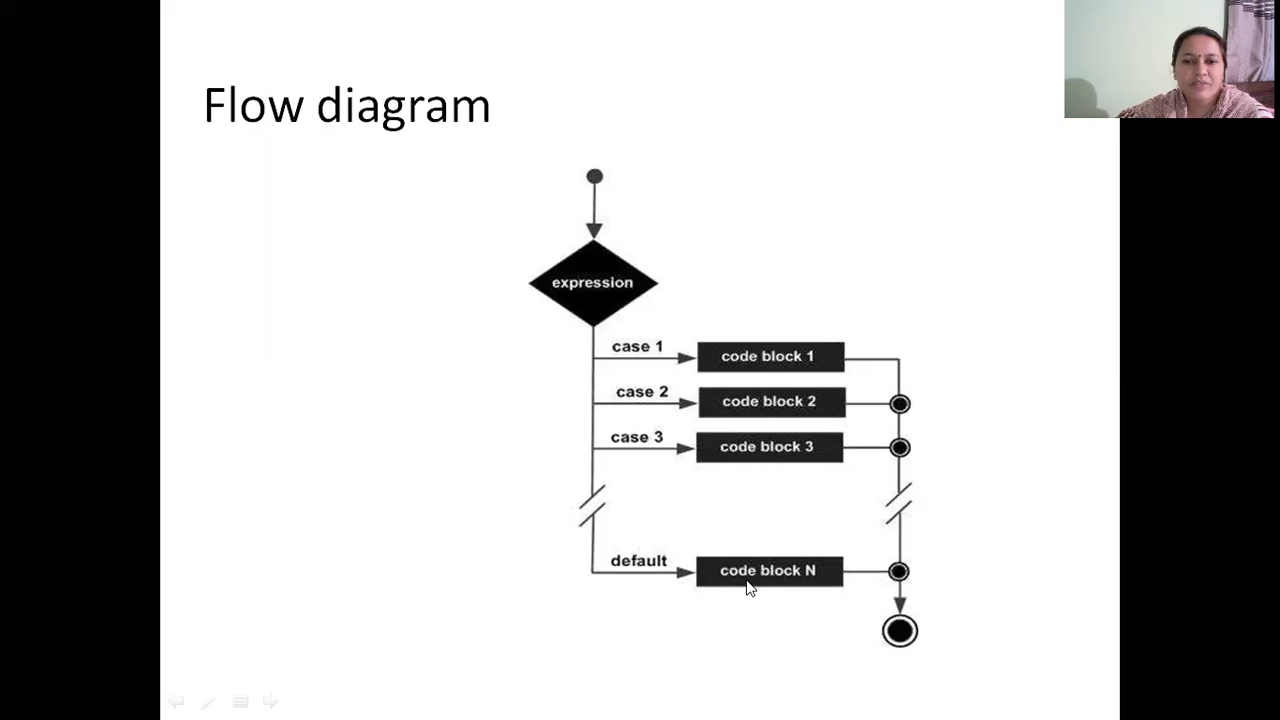 Flow diagram
expression
case 1
code block 1
case 2
code block 2
case 3
code block 3
default
code block N